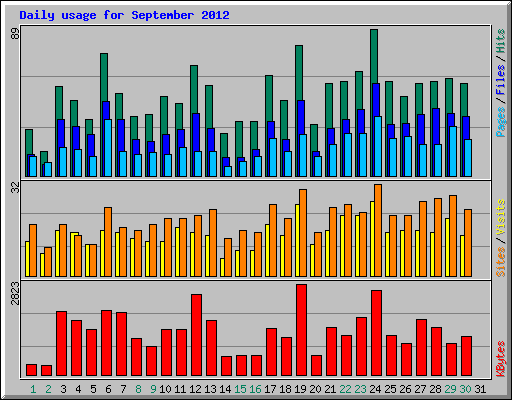 Daily usage for September 2012
89
Pages / Files / Hits
32
Sites / Visits
2823
KBytes
1 2 3 4 5 6 7 8 9 10 11 12 13 14 15 16 17 18 19 20 21 22 23 24 25 26 27 28 29 30 31